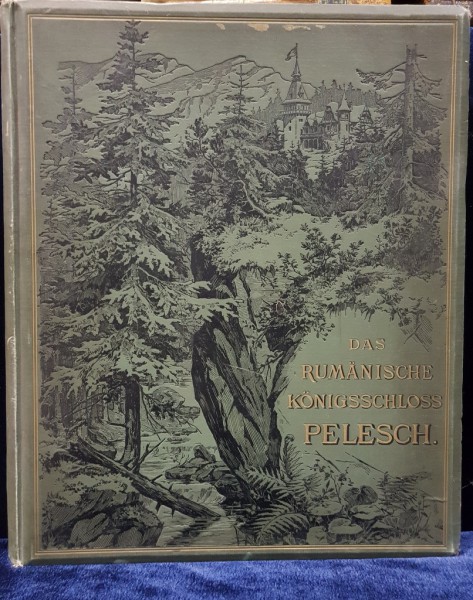 DAS
RUMÄNISCHE
KÖNIGSSCHLOSS
PELESCH.